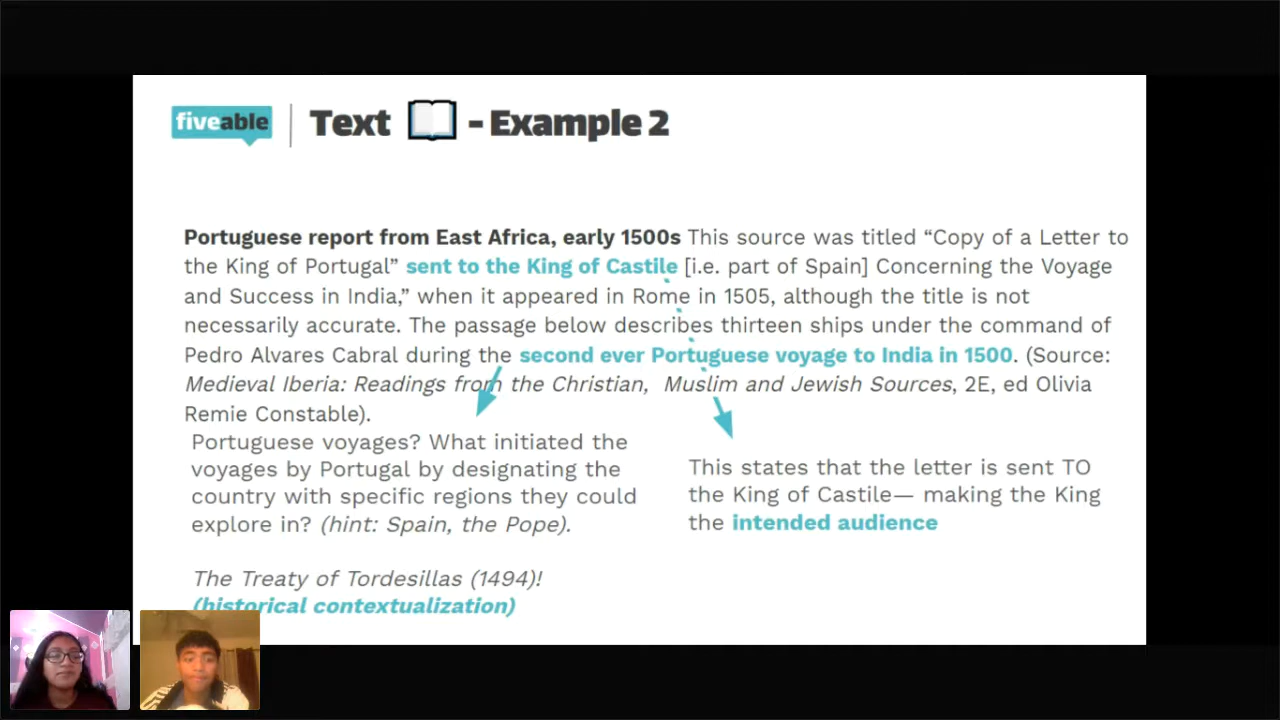 fiveable
Text - Example 2
Portuguese report from East Africa, early 1500s This source was titled “Copy of a Letter to
the King of Portugal” sent to the King of Castile [i.e. part of Spain] Concerning the Voyage
and Success in India,” when it appeared in Rome in 1505, although the title is not
necessarily accurate. The passage below describes thirteen ships under the command of
Pedro Alvares Cabral during the second ever Portuguese voyage to India in 1500. (Source:
Medieval Iberia: Readings from the Christian, Muslim and Jewish Sources, 2E, ed Olivia
Remie Constable).
Portuguese voyages? What initiated the
voyages by Portugal by designating the
country with specific regions they could
explore in? (hint: Spain, the Pope).
The Treaty of Tordesillas (1494)!
(historical contextualization)
This states that the letter is sent TO
the King of Castile— making the King
the intended audience